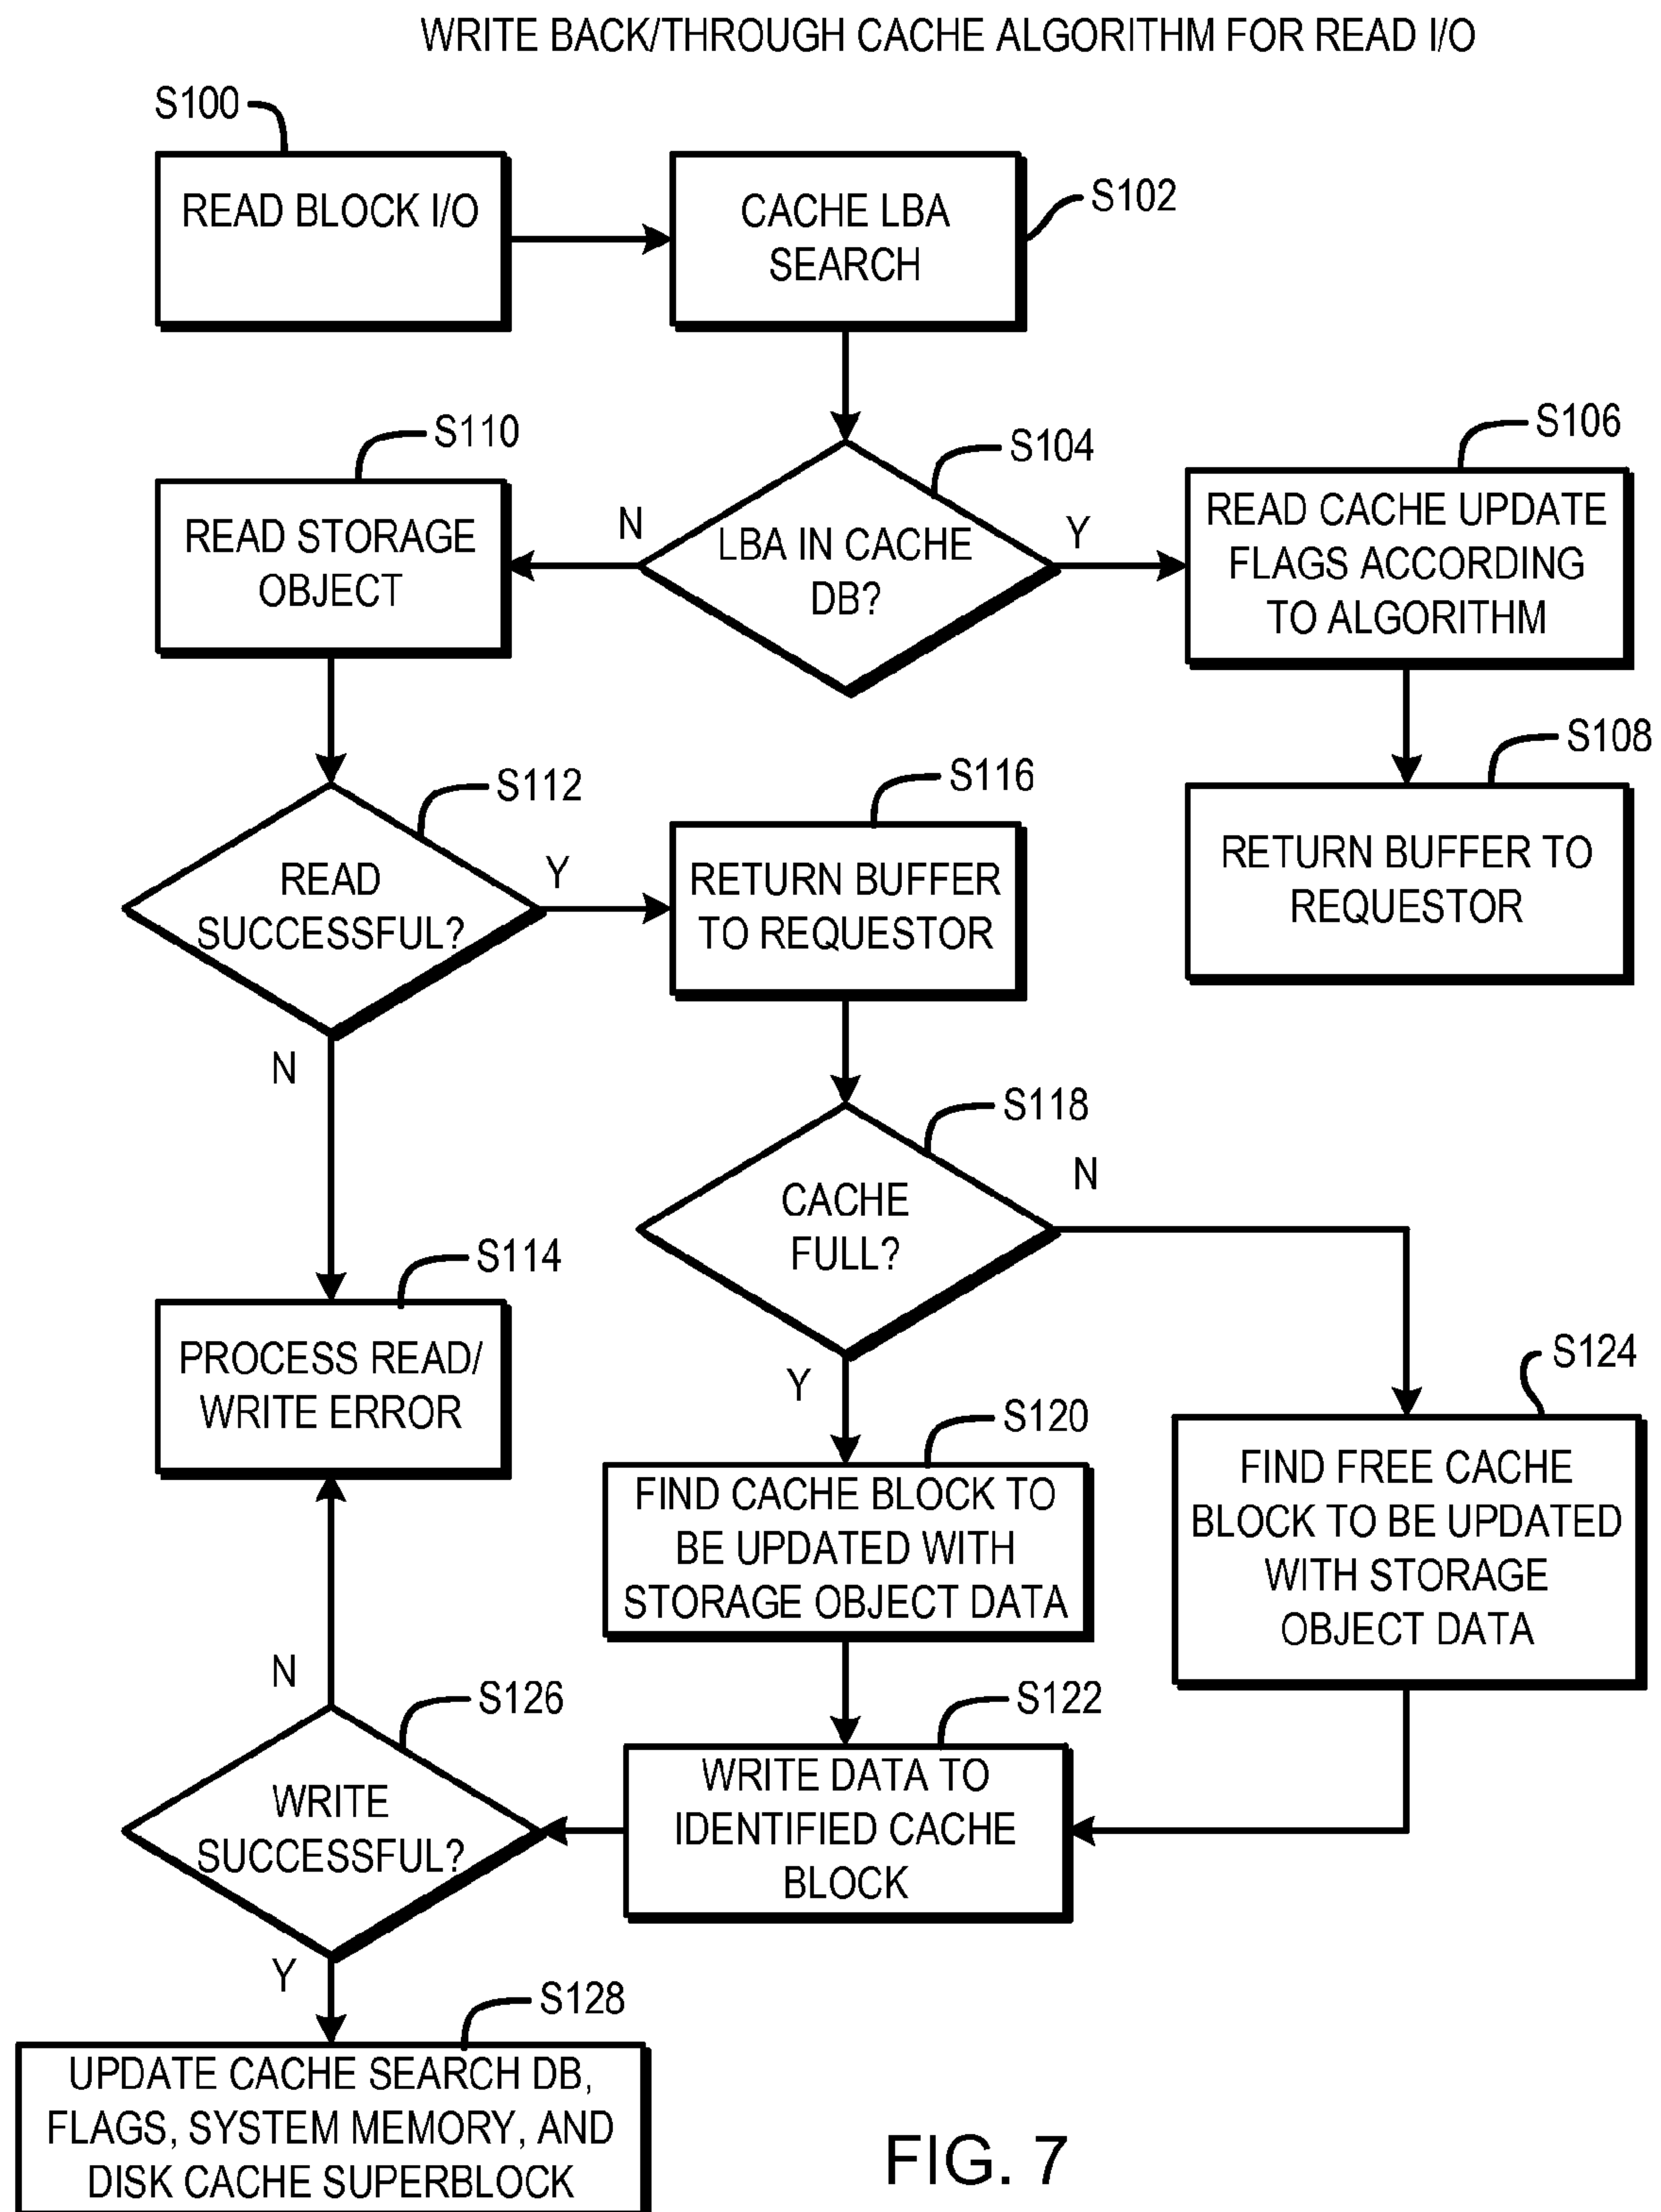 WRITE BACK/THROUGH CACHE ALGORITHM FOR READ I/O
S100
READ BLOCK I/O
CACHE LBA
SEARCH
S102
S110
READ STORAGE
OBJECT
N
S104
LBA IN CACHE
DB?
Y
S106
READ CACHE UPDATE
FLAGS ACCORDING
TO ALGORITHM
S108
RETURN BUFFER TO
REQUESTOR
S112
READ
SUCCESSFUL?
Y
N
S116
RETURN BUFFER
TO REQUESTOR
S118
CACHE
FULL?
N
Y
S114
PROCESS READ/
WRITE ERROR
S120
FIND CACHE BLOCK TO
BE UPDATED WITH
STORAGE OBJECT DATA
S124
FIND FREE CACHE
BLOCK TO BE UPDATED
WITH STORAGE
OBJECT DATA
S122
WRITE DATA TO
IDENTIFIED CACHE
BLOCK
N
S126
WRITE
SUCCESSFUL?
Y
S128
UPDATE CACHE SEARCH DB,
FLAGS, SYSTEM MEMORY, AND
DISK CACHE SUPERBLOCK
FIG. 7